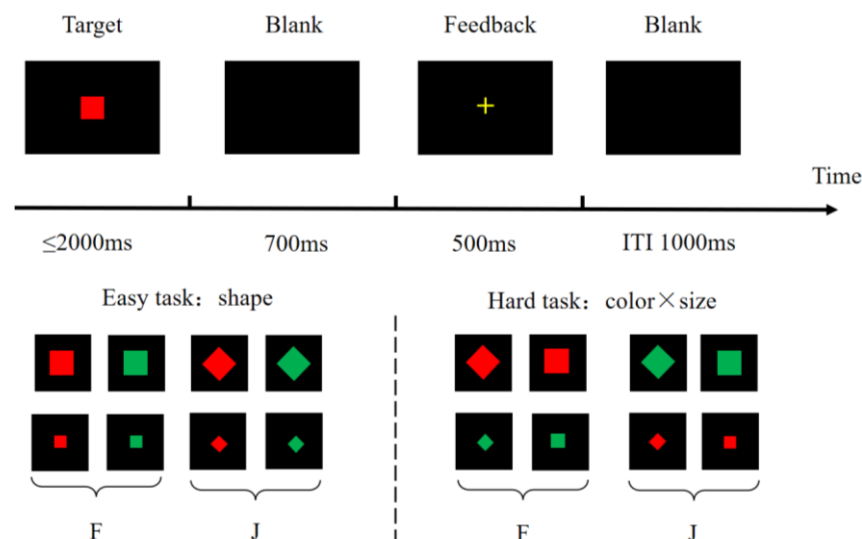 Target Blank Feedback Blank
Time
≤2000ms 700ms 500ms ITI 1000ms
Easy task：shape Hard task：color×size
F J F J